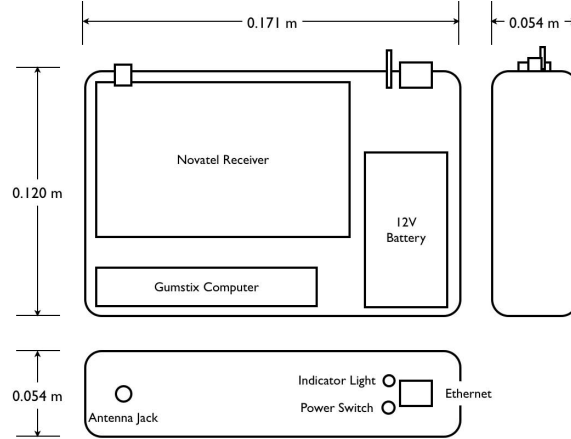 0.171 m
0.054 m
Novatel Receiver
0.120 m
12V
Battery
Gumstix Computer
Indicator Light
Ethernet
0.054 m
Power Switch
Antenna Jack